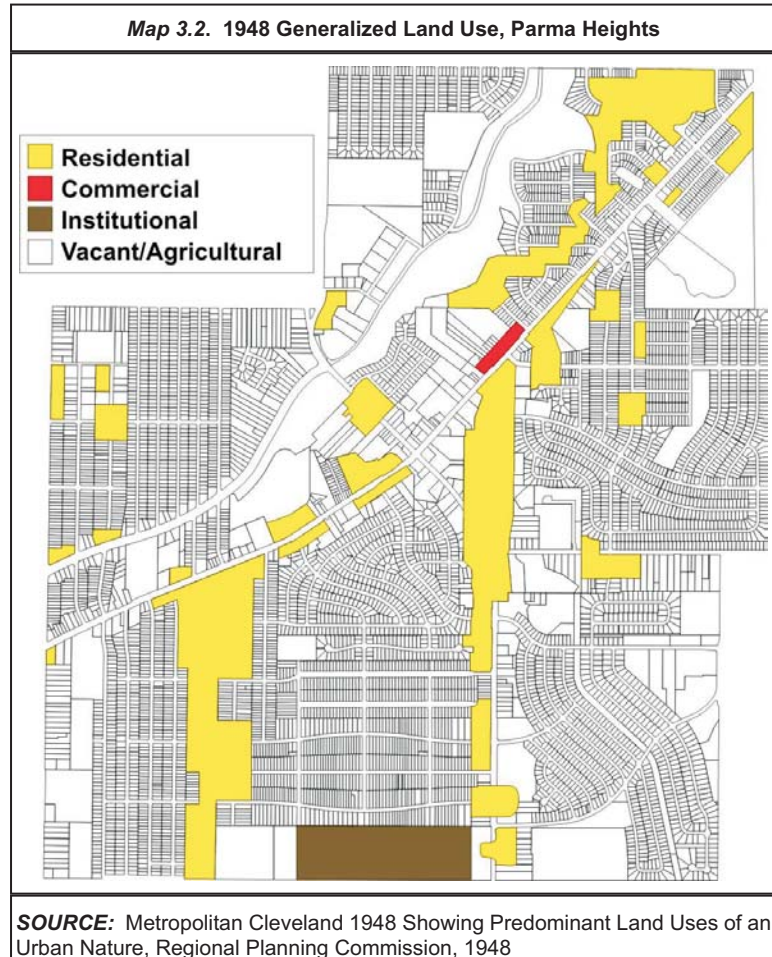 Map 3.2. 1948 Generalized Land Use, Parma Heights
Residential
Commercial
Institutional
Vacant/Agricultural
SOURCE: Metropolitan Cleveland 1948 Showing Predominant Land Uses of an
Urban Nature, Regional Planning Commission, 1948